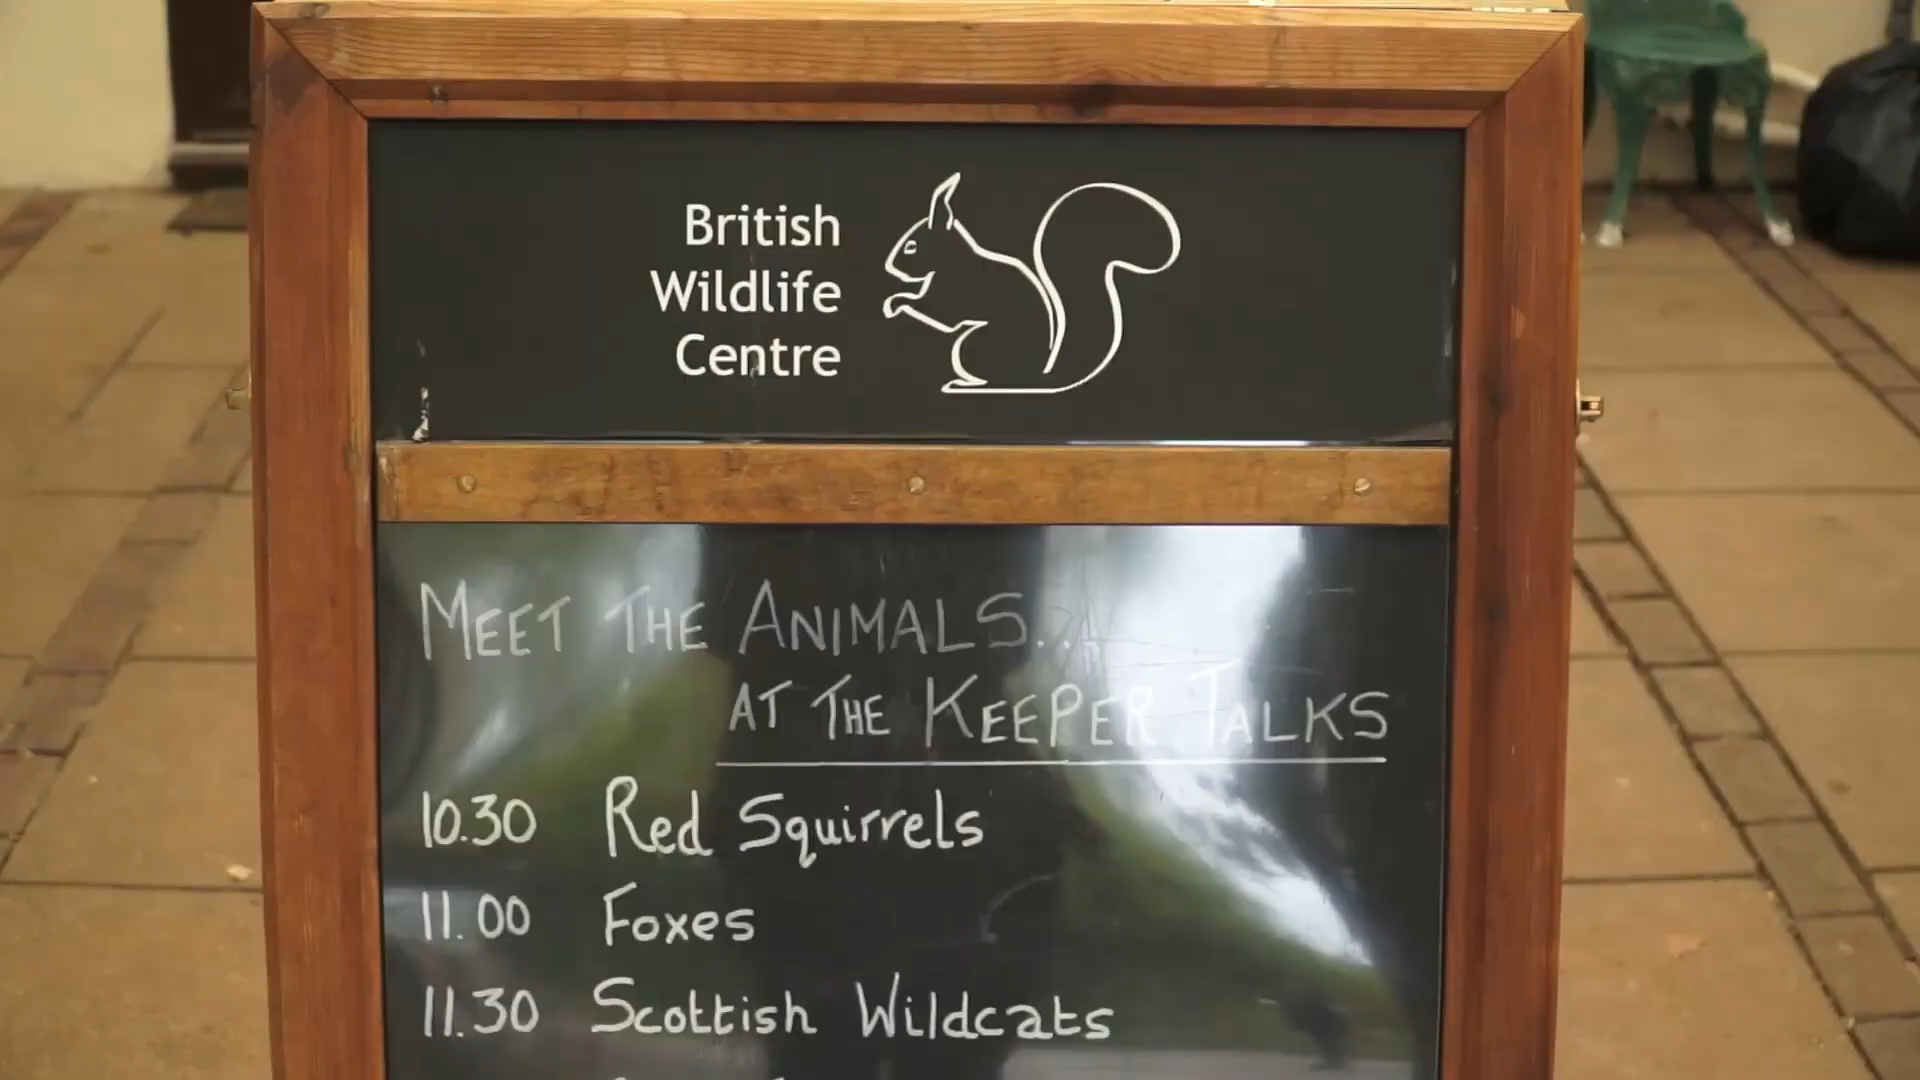 British
Wildlife
Centre
MEET THE ANIMALS...
AT THE KEEPER TALKS
10.30 Red Squirrels
11.00 Foxes
11.30 Scottish Wildcats